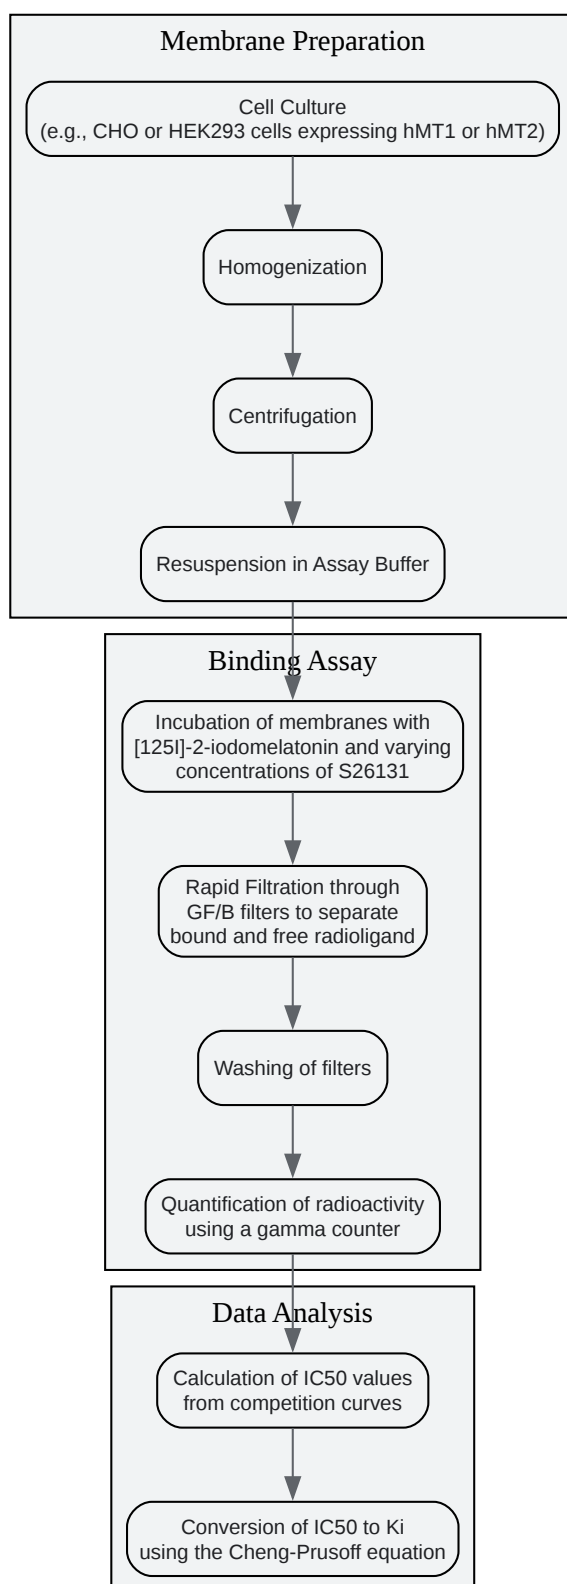 Membrane Preparation
Cell Culture
(e.g., CHO or HEK293 cells expressing hMT1 or hMT2)
Homogenization
Centrifugation
Resuspension in Assay Buffer
Binding Assay
Incubation of membranes with
[125I]-2-iodomelatonin and varying
concentrations of S26131
Rapid Filtration through
GF/B filters to separate
bound and free radioligand
Washing of filters
Quantification of radioactivity
using a gamma counter
Data Analysis
Calculation of IC50 values
from competition curves
Conversion of IC50 to Ki
using the Cheng-Prusoff equation